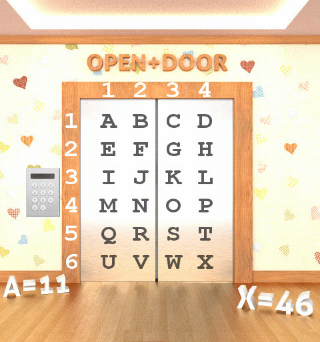 OPEN+DOOR
1 2 3 4
1 A B C D
2 E F G H
3 I J K L
4 M N O P
5 Q R S T
6 U V W X
A=11
X=46